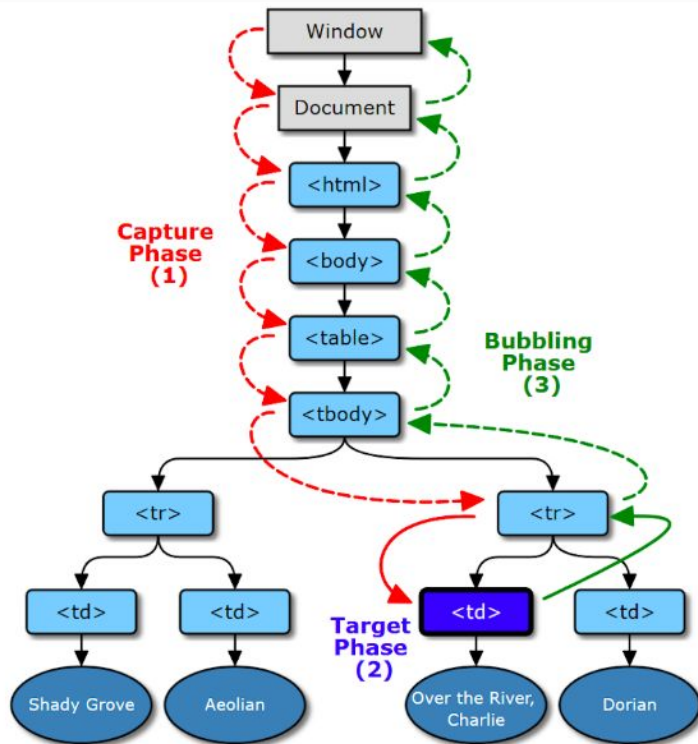 Window
Document
<html>
Capture
Phase
(1)
<body>
<table>
Bubbling
Phase
(3)
<tbody>
<tr>
<tr>
<td>
<td>
<td>
<td>
Target
Phase
(2)
Shady Grove
Aeolian
Over the River,
Charlie
Dorian